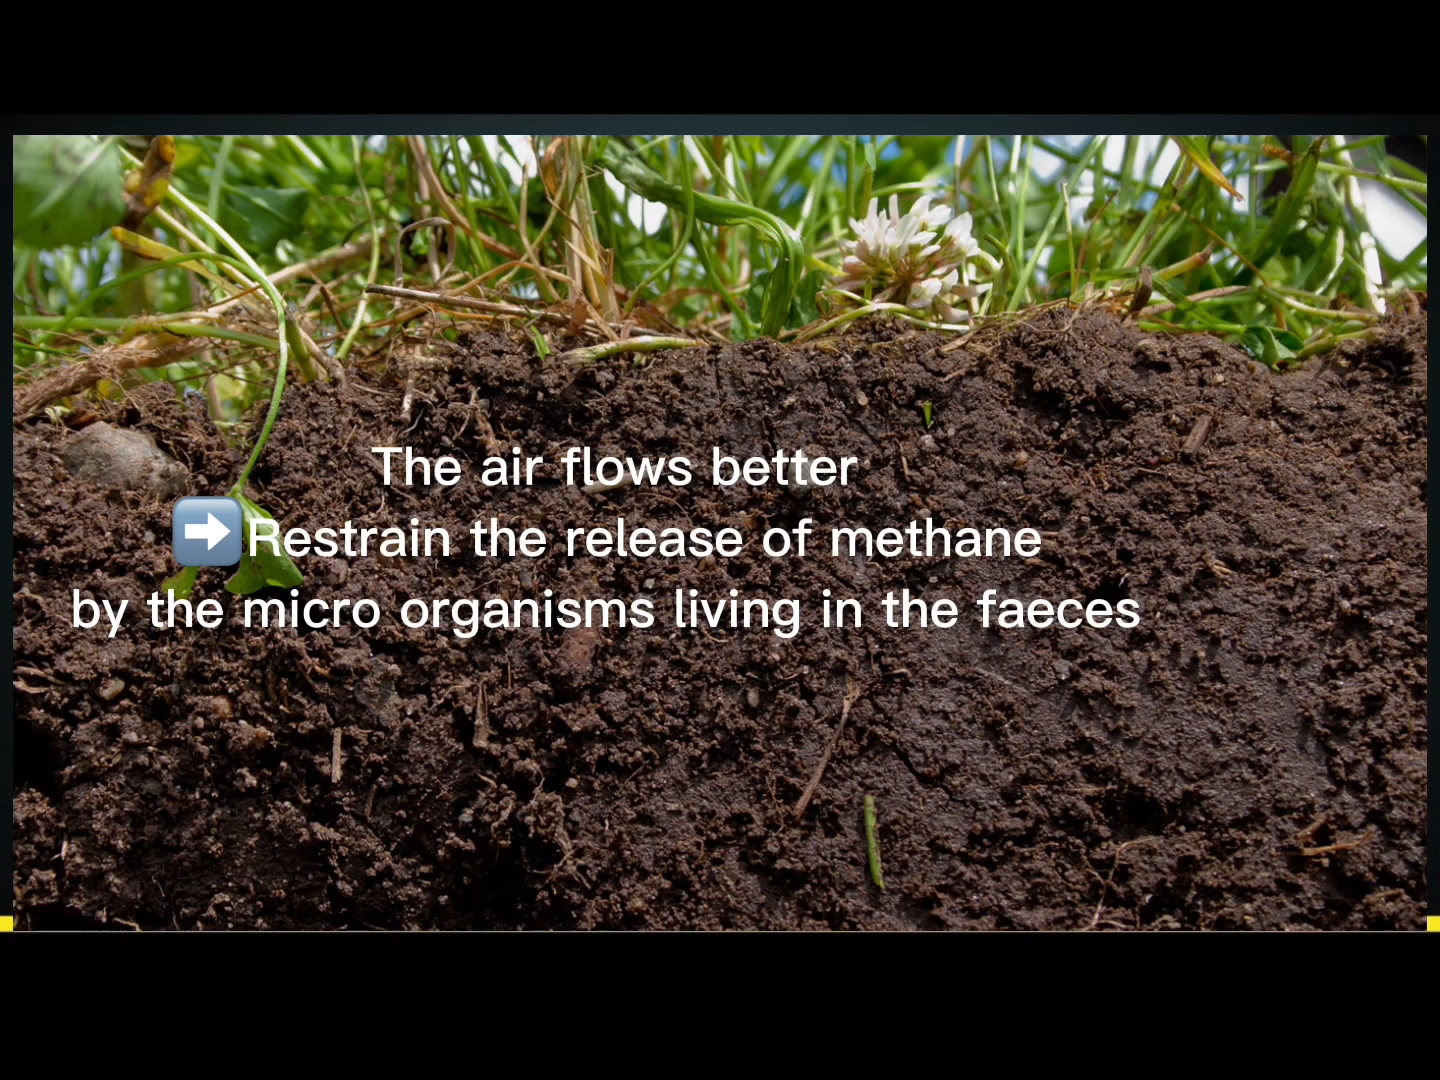 The air flows better
➡️Restrain the release of methane
by the micro organisms living in the faeces